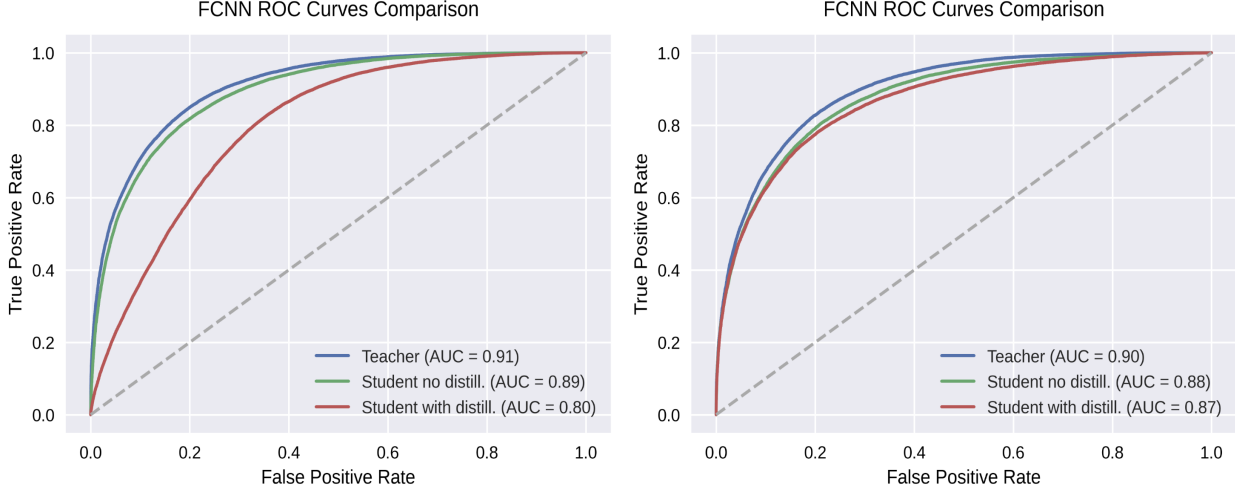 FCNN ROC Curves Comparison
1.0
0.8
0.6
0.4
0.2
0.0
True Positive Rate
Teacher (AUC = 0.91)
Student no distill. (AUC = 0.89)
Student with distill. (AUC = 0.80)
0.0 0.2 0.4 0.6 0.8 1.0
False Positive Rate
FCNN ROC Curves Comparison
1.0
0.8
0.6
0.4
0.2
0.0
True Positive Rate
Teacher (AUC = 0.90)
Student no distill. (AUC = 0.88)
Student with distill. (AUC = 0.87)
0.0 0.2 0.4 0.6 0.8 1.0
False Positive Rate